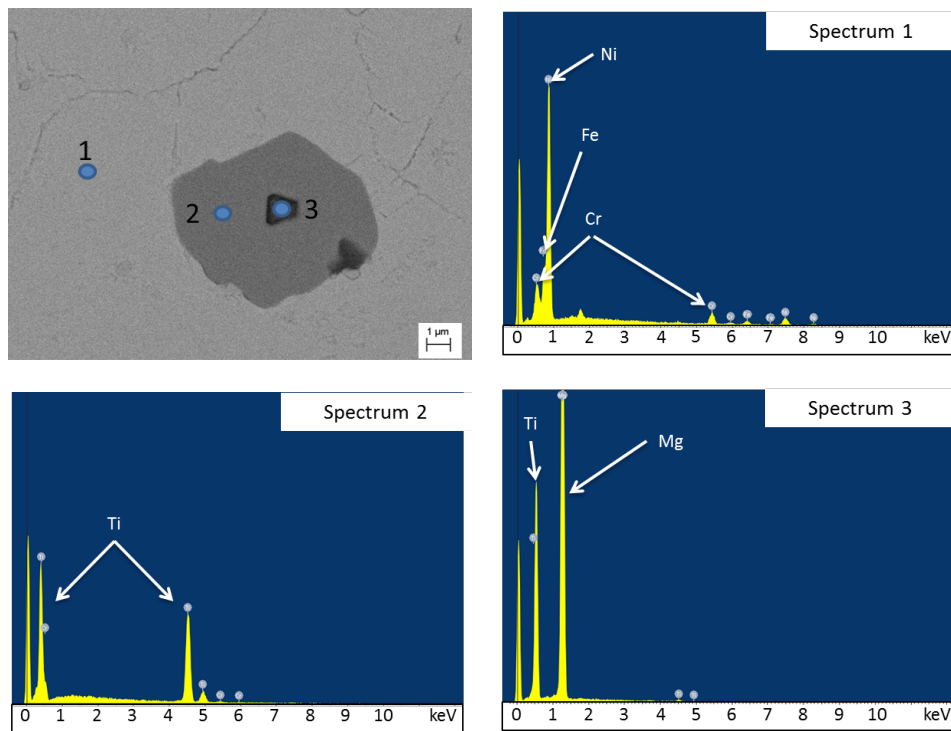 1
2
3
1 µm
Spectrum 1
Ni
Fe
Cr
0 1 2 3 4 5 6 7 8 9 10 keV
Spectrum 2
Ti
0 1 2 3 4 5 6 7 8 9 10 keV
Spectrum 3
Ti
Mg
0 1 2 3 4 5 6 7 8 9 10 keV